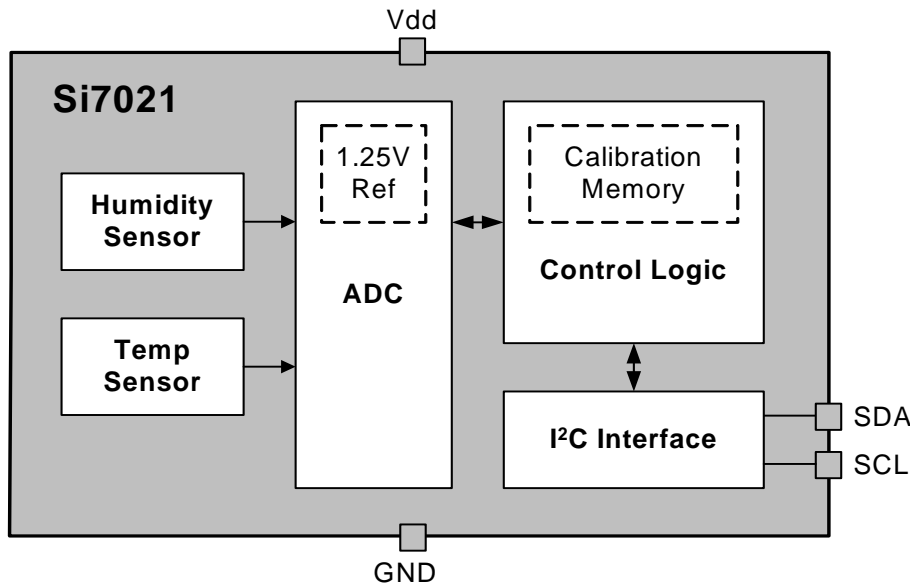 Vdd
Si7021
1.25V
Ref
Calibration
Memory
Humidity
Sensor
ADC
Control Logic
Temp
Sensor
I²C Interface
SDA
SCL
GND